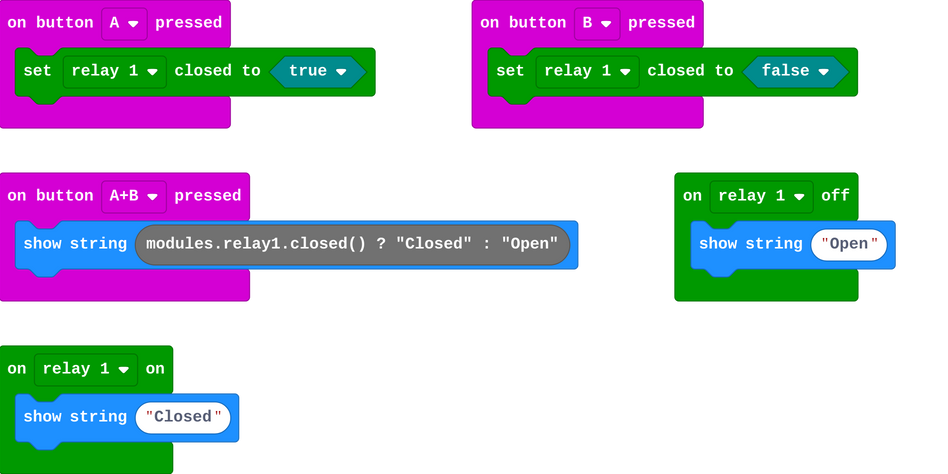 on button A pressed
set relay 1 closed to true
on button B pressed
set relay 1 closed to false
on button A+B pressed
show string modules.relay1.closed() ? "Closed" : "Open"
on relay 1 off
show string "Open"
on relay 1 on
show string "Closed"